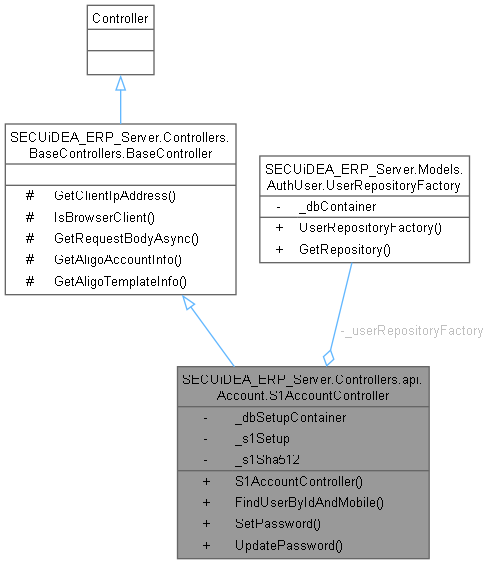 Controller
SECUiDEA_ERP_Server.Controllers.
BaseControllers.BaseController
# GetClientIpAddress()
# IsBrowserClient()
# GetRequestBodyAsync()
# GetAligoAccountInfo()
# GetAligoTemplateInfo()
SECUiDEA_ERP_Server.Models.
AuthUser.UserRepositoryFactory
- _dbContainer
+ UserRepositoryFactory()
+ GetRepository()
-_userRepositoryFactory
SECUiDEA_ERP_Server.Controllers.api.
Account.S1AccountController
- _dbSetupContainer
- _s1Setup
- _s1Sha512
+ S1AccountController()
+ FindUserByIdAndMobile()
+ SetPassword()
+ UpdatePassword()